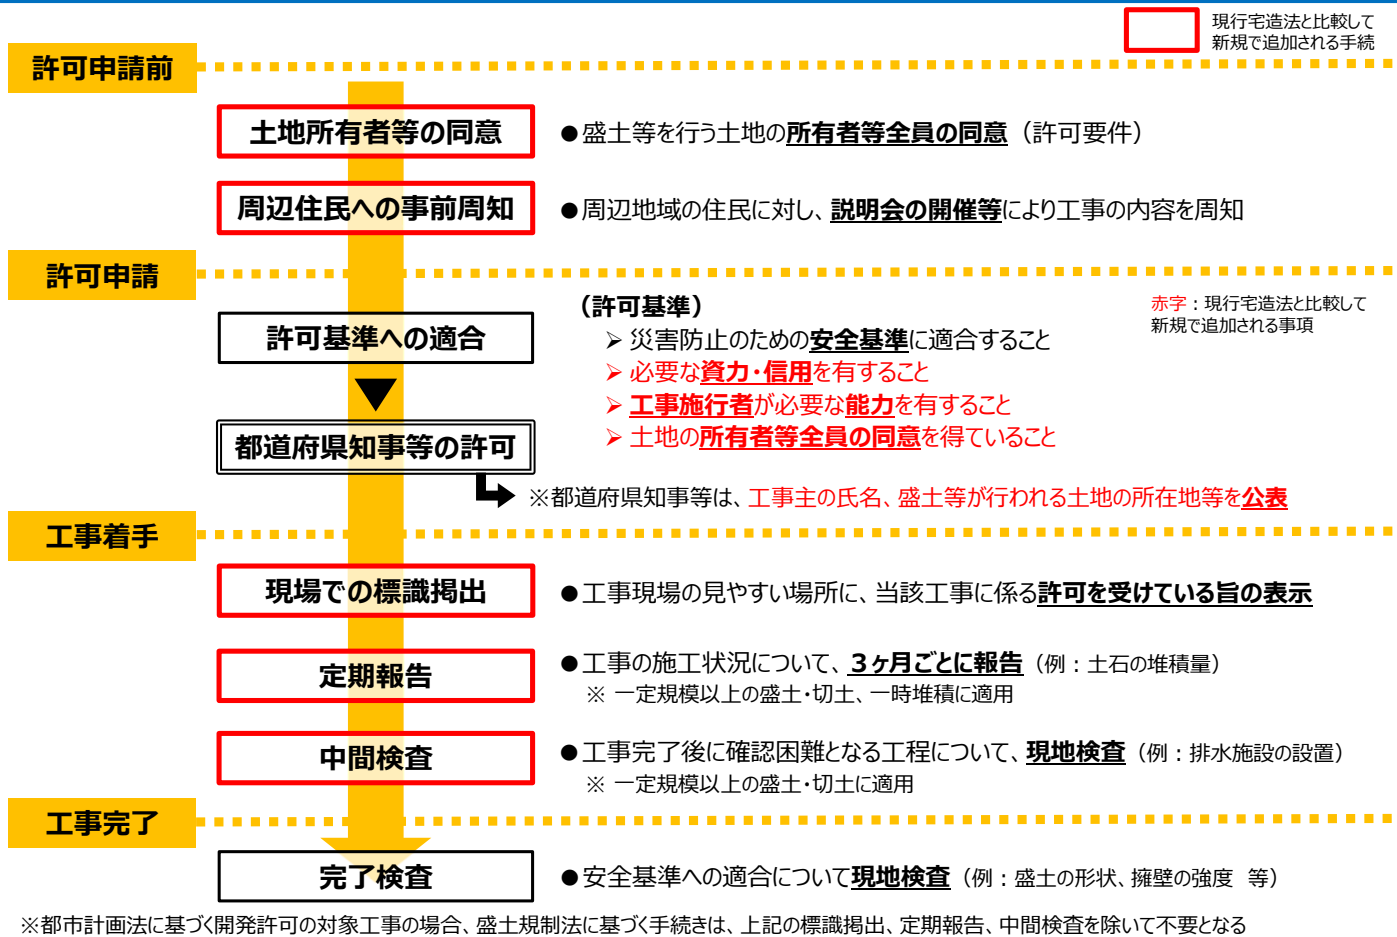 現行宅造法と比較して
新規で追加される手続
許可申請前
土地所有者等の同意
●盛土等を行う土地の所有者等全員の同意（許可要件）
周辺住民への事前周知
●周辺地域の住民に対し、説明会の開催等により工事の内容を周知
許可申請
赤字：現行宅造法と比較して
新規で追加される事項
許可基準への適合
（許可基準）
➢ 災害防止のための安全基準に適合すること
➢ 必要な資力・信用を有すること
➢ 工事施行者が必要な能力を有すること
➢ 土地の所有者等全員の同意を得ていること
都道府県知事等の許可
※都道府県知事等は、工事主の氏名、盛土等が行われる土地の所在地等を公表
工事着手
現場での標識掲出
●工事現場の見やすい場所に、当該工事に係る許可を受けている旨の表示
定期報告
●工事の施工状況について、３ヶ月ごとに報告（例：土石の堆積量）
※ 一定規模以上の盛土・切土、一時堆積に適用
中間検査
●工事完了後に確認困難となる工程について、現地検査（例：排水施設の設置）
※ 一定規模以上の盛土・切土に適用
工事完了
完了検査
●安全基準への適合について現地検査（例：盛土の形状、擁壁の強度 等）
※都市計画法に基づく開発許可の対象工事の場合、盛土規制法に基づく手続きは、上記の標識掲出、定期報告、中間検査を除いて不要となる